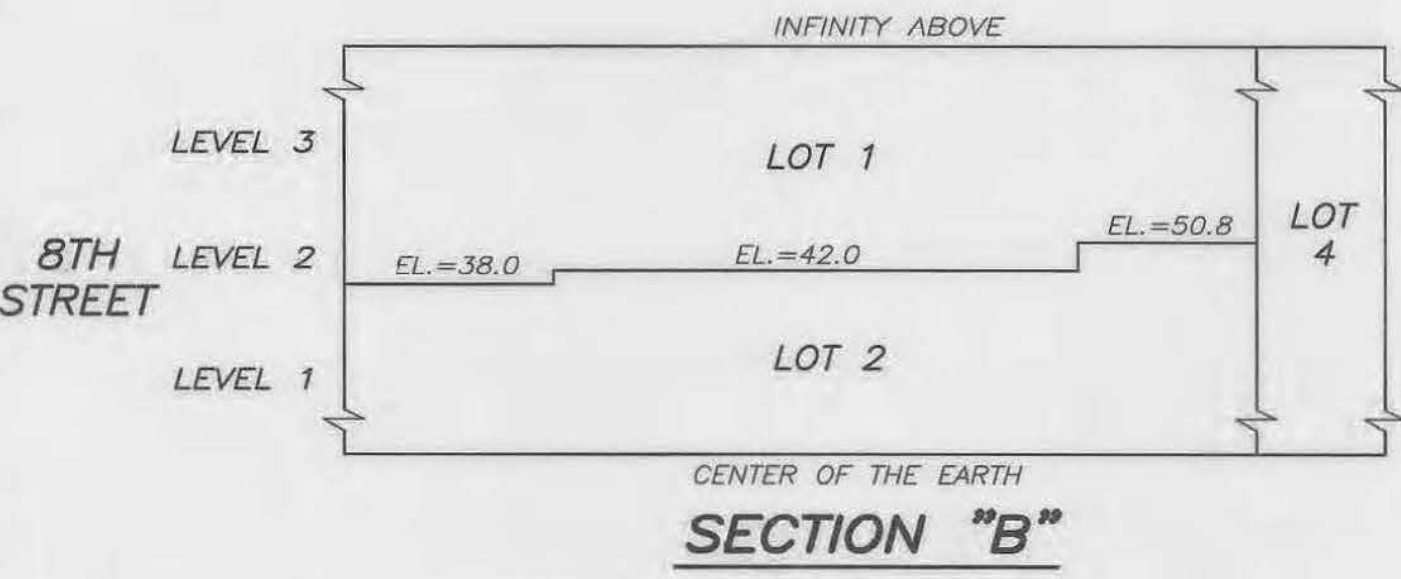 INFINITY ABOVE
LEVEL 3
LOT 1
EL.=50.8
LOT
4
8TH
STREET
LEVEL 2
EL.=38.0
EL.=42.0
LOT 2
LEVEL 1
CENTER OF THE EARTH
SECTION "B"